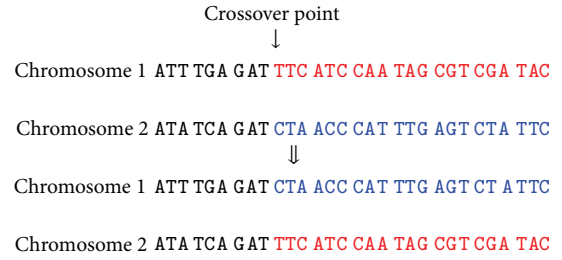 Crossover point
↓
Chromosome 1 ATT TGA GAT TTC ATC CAA TAG CGT CGA TAC
Chromosome 2 ATA TCA GAT CTA ACC CAT TTG AGT CTA TTC
⇓
Chromosome 1 ATT TGA GAT CTA ACC CAT TTG AGT CTA TTC
Chromosome 2 ATA TCA GAT TTC ATC CAA TAG CGT CGA TAC